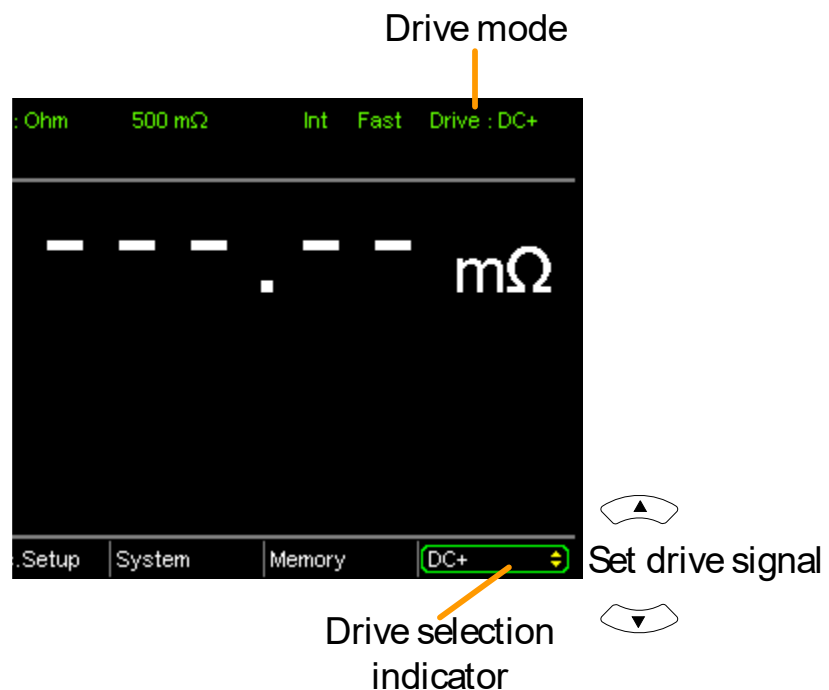 Drive mode
: Ohm 500 mΩ Int Fast Drive : DC+
– – – . – – mΩ
.Setup System Memory DC+
Set drive signal
Drive selection
indicator